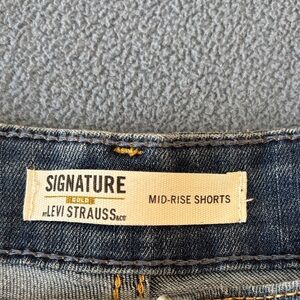 SIGNATURE
GOLD
BY LEVI STRAUSS & CO
MID-RISE SHORTS